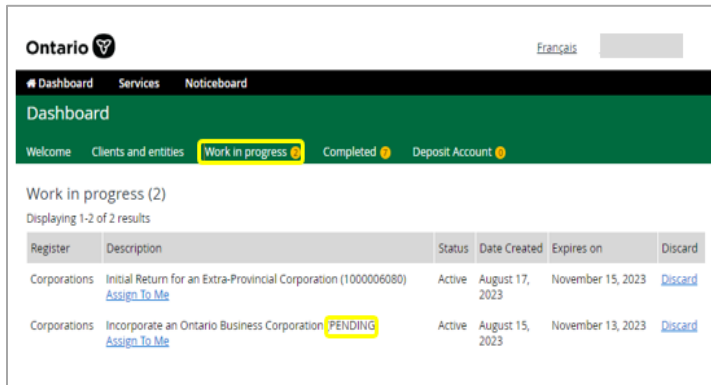 Ontario
Français
Dashboard Services Noticeboard
Dashboard
Welcome Clients and entities Work in progress 2 Completed 7 Deposit Account 0
Work in progress (2)
Displaying 1-2 of 2 results
Register Description Status Date Created Expires on Discard
Corporations Initial Return for an Extra-Provincial Corporation (1000006080) Active August 17, November 15, 2023 Discard
Assign To Me 2023
Corporations Incorporate an Ontario Business Corporation (PENDING Active August 15, November 13, 2023 Discard
Assign To Me 2023